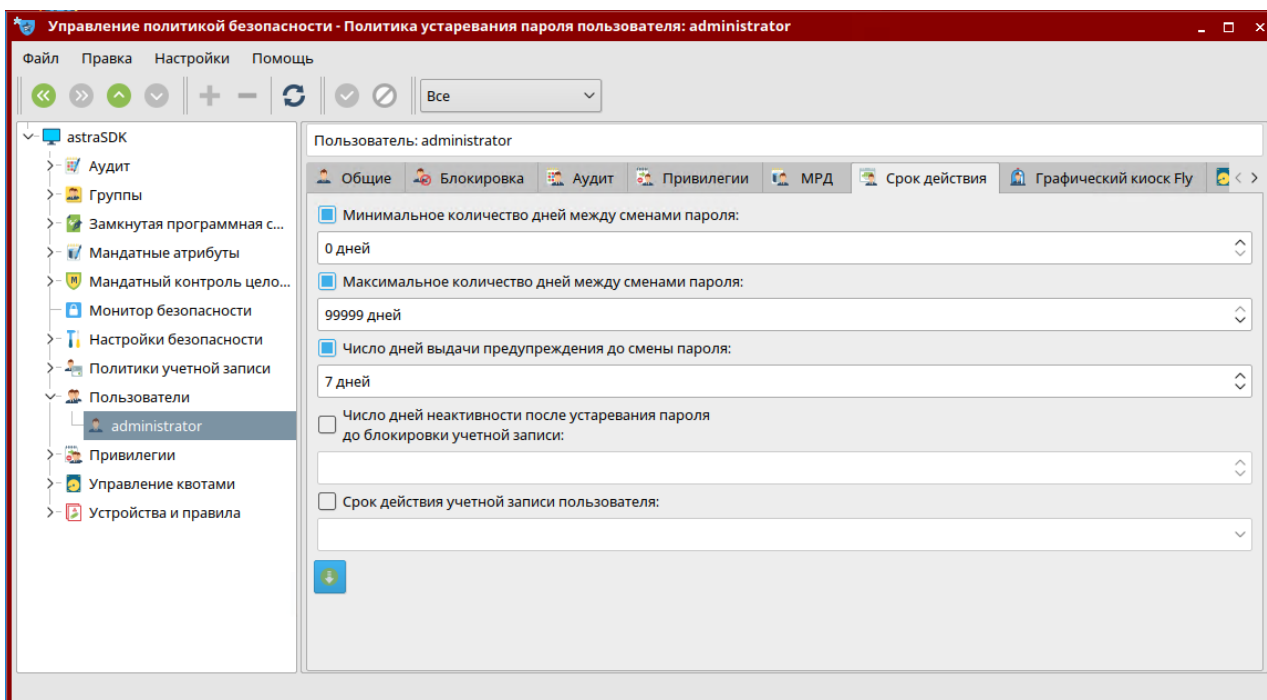 Управление политикой безопасности - Политика устаревания пароля пользователя: administrator
Файл Правка Настройки Помощь
Все
astraSDK
Аудит
Группы
Замкнутая программная с...
Мандатные атрибуты
Мандатный контроль цело...
Монитор безопасности
Настройки безопасности
Политики учетной записи
Пользователи
administrator
Привилегии
Управление квотами
Устройства и правила
Пользователь: administrator
Общие Блокировка Аудит Привилегии МРД Срок действия Графический киоск Fly
Минимальное количество дней между сменами пароля:
0 дней
Максимальное количество дней между сменами пароля:
99999 дней
Число дней выдачи предупреждения до смены пароля:
7 дней
Число дней неактивности после устаревания пароля
до блокировки учетной записи:
Срок действия учетной записи пользователя: